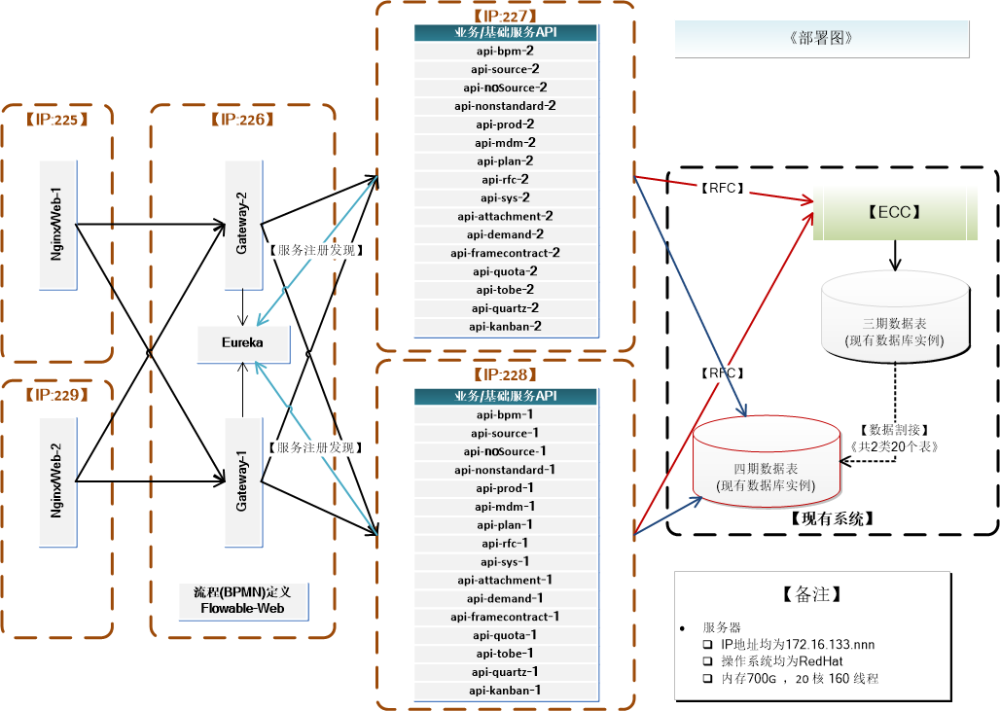 《部署图》
【IP:225】
Nginx/Web-1
【IP:229】
Nginx/Web-2
【IP:226】
Gateway-2
Eureka
Gateway-1
流程(BPMN)定义
Flowable-Web
【服务注册发现】
【服务注册发现】
【IP:227】
业务/基础服务API
api-bpm-2
api-source-2
api-noSource-2
api-nonstandard-2
api-prod-2
api-mdm-2
api-plan-2
api-rfc-2
api-sys-2
api-attachment-2
api-demand-2
api-framecontract-2
api-quota-2
api-tobe-2
api-quartz-2
api-kanban-2
【IP:228】
业务/基础服务API
api-bpm-1
api-source-1
api-noSource-1
api-nonstandard-1
api-prod-1
api-mdm-1
api-plan-1
api-rfc-1
api-sys-1
api-attachment-1
api-demand-1
api-framecontract-1
api-quota-1
api-tobe-1
api-quartz-1
api-kanban-1
【RFC】
【RFC】
【ECC】
三期数据表
(现有数据库实例)
【数据割接】
《共2类20个表》
四期数据表
(现有数据库实例)
【现有系统】
【备注】
• 服务器
❑ IP地址均为172.16.133.nnn
❑ 操作系统均为RedHat
❑ 内存700G ，20 核 160 线程